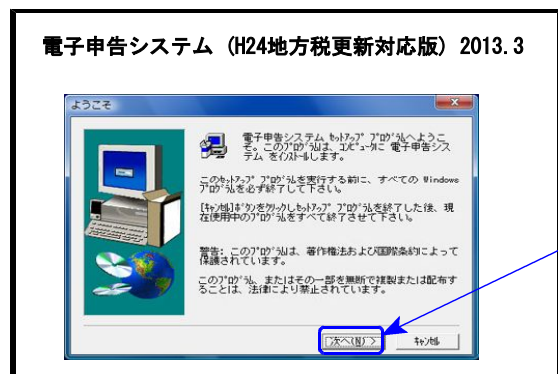 電子申告システム (H24地方税更新対応版) 2013.3
ようこそ
電子申告システム ｾｯﾄｱｯﾌﾟ ﾌﾟﾛｸﾞﾗﾑへようこ
そ。このﾌﾟﾛｸﾞﾗﾑは、ｺﾝﾋﾟｭｰﾀに 電子申告シス
テム をｲﾝｽﾄｰﾙします。
このｾｯﾄｱｯﾌﾟ ﾌﾟﾛｸﾞﾗﾑを実行する前に、すべての Windows
ﾌﾟﾛｸﾞﾗﾑを必ず終了して下さい。
[ｷｬﾝｾﾙ]ﾎﾞﾀﾝをｸﾘｯｸしｾｯﾄｱｯﾌﾟ ﾌﾟﾛｸﾞﾗﾑを終了した後、現
在使用中のﾌﾟﾛｸﾞﾗﾑをすべて終了させて下さい。
警告: このﾌﾟﾛｸﾞﾗﾑは、著作権法および国際条約によって
保護されています。
このﾌﾟﾛｸﾞﾗﾑ、またはその一部を無断で複製または配布す
ることは、法律により禁止されています。
次へ(N) >
ｷｬﾝｾﾙ